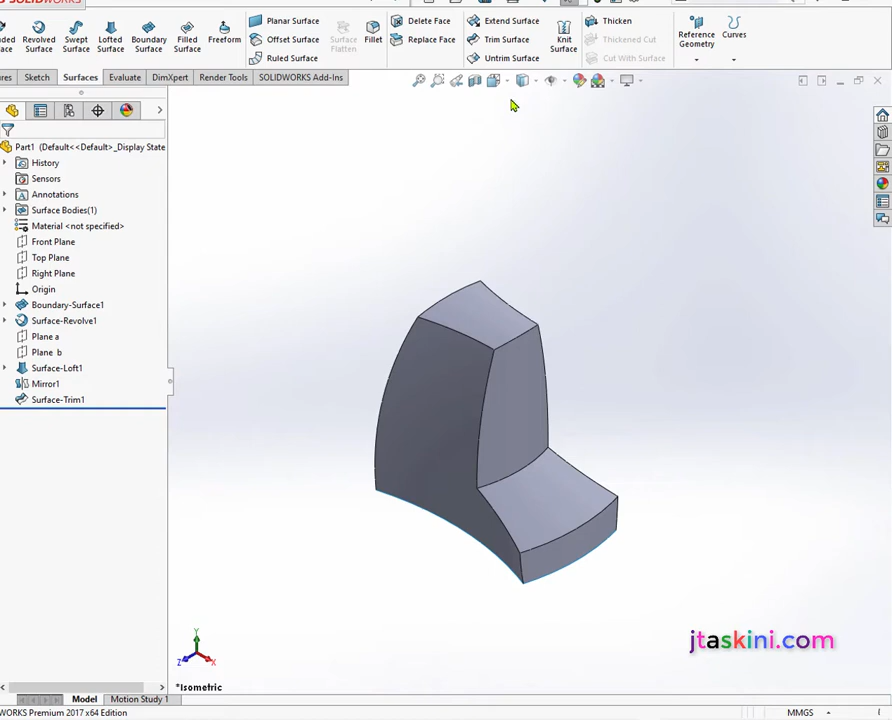 SOLIDWORKS
Revolved Surface
Swept Surface
Lofted Surface
Boundary Surface
Filled Surface
Freeform
Planar Surface
Offset Surface
Ruled Surface
Surface Flatten
Fillet
Delete Face
Replace Face
Extend Surface
Trim Surface
Untrim Surface
Knit Surface
Thicken
Thickened Cut
Cut With Surface
Reference Geometry
Curves
Sketch
Surfaces
Evaluate
DimXpert
Render Tools
SOLIDWORKS Add-Ins
Part1 (Default<<Default>_Display State
History
Sensors
Annotations
Surface Bodies(1)
Material <not specified>
Front Plane
Top Plane
Right Plane
Origin
Boundary-Surface1
Surface-Revolve1
Plane a
Plane b
Surface-Loft1
Mirror1
Surface-Trim1
jtaskini.com
Y
Z
X
*Isometric
Model
Motion Study 1
WORKS Premium 2017 x64 Edition
MMGS